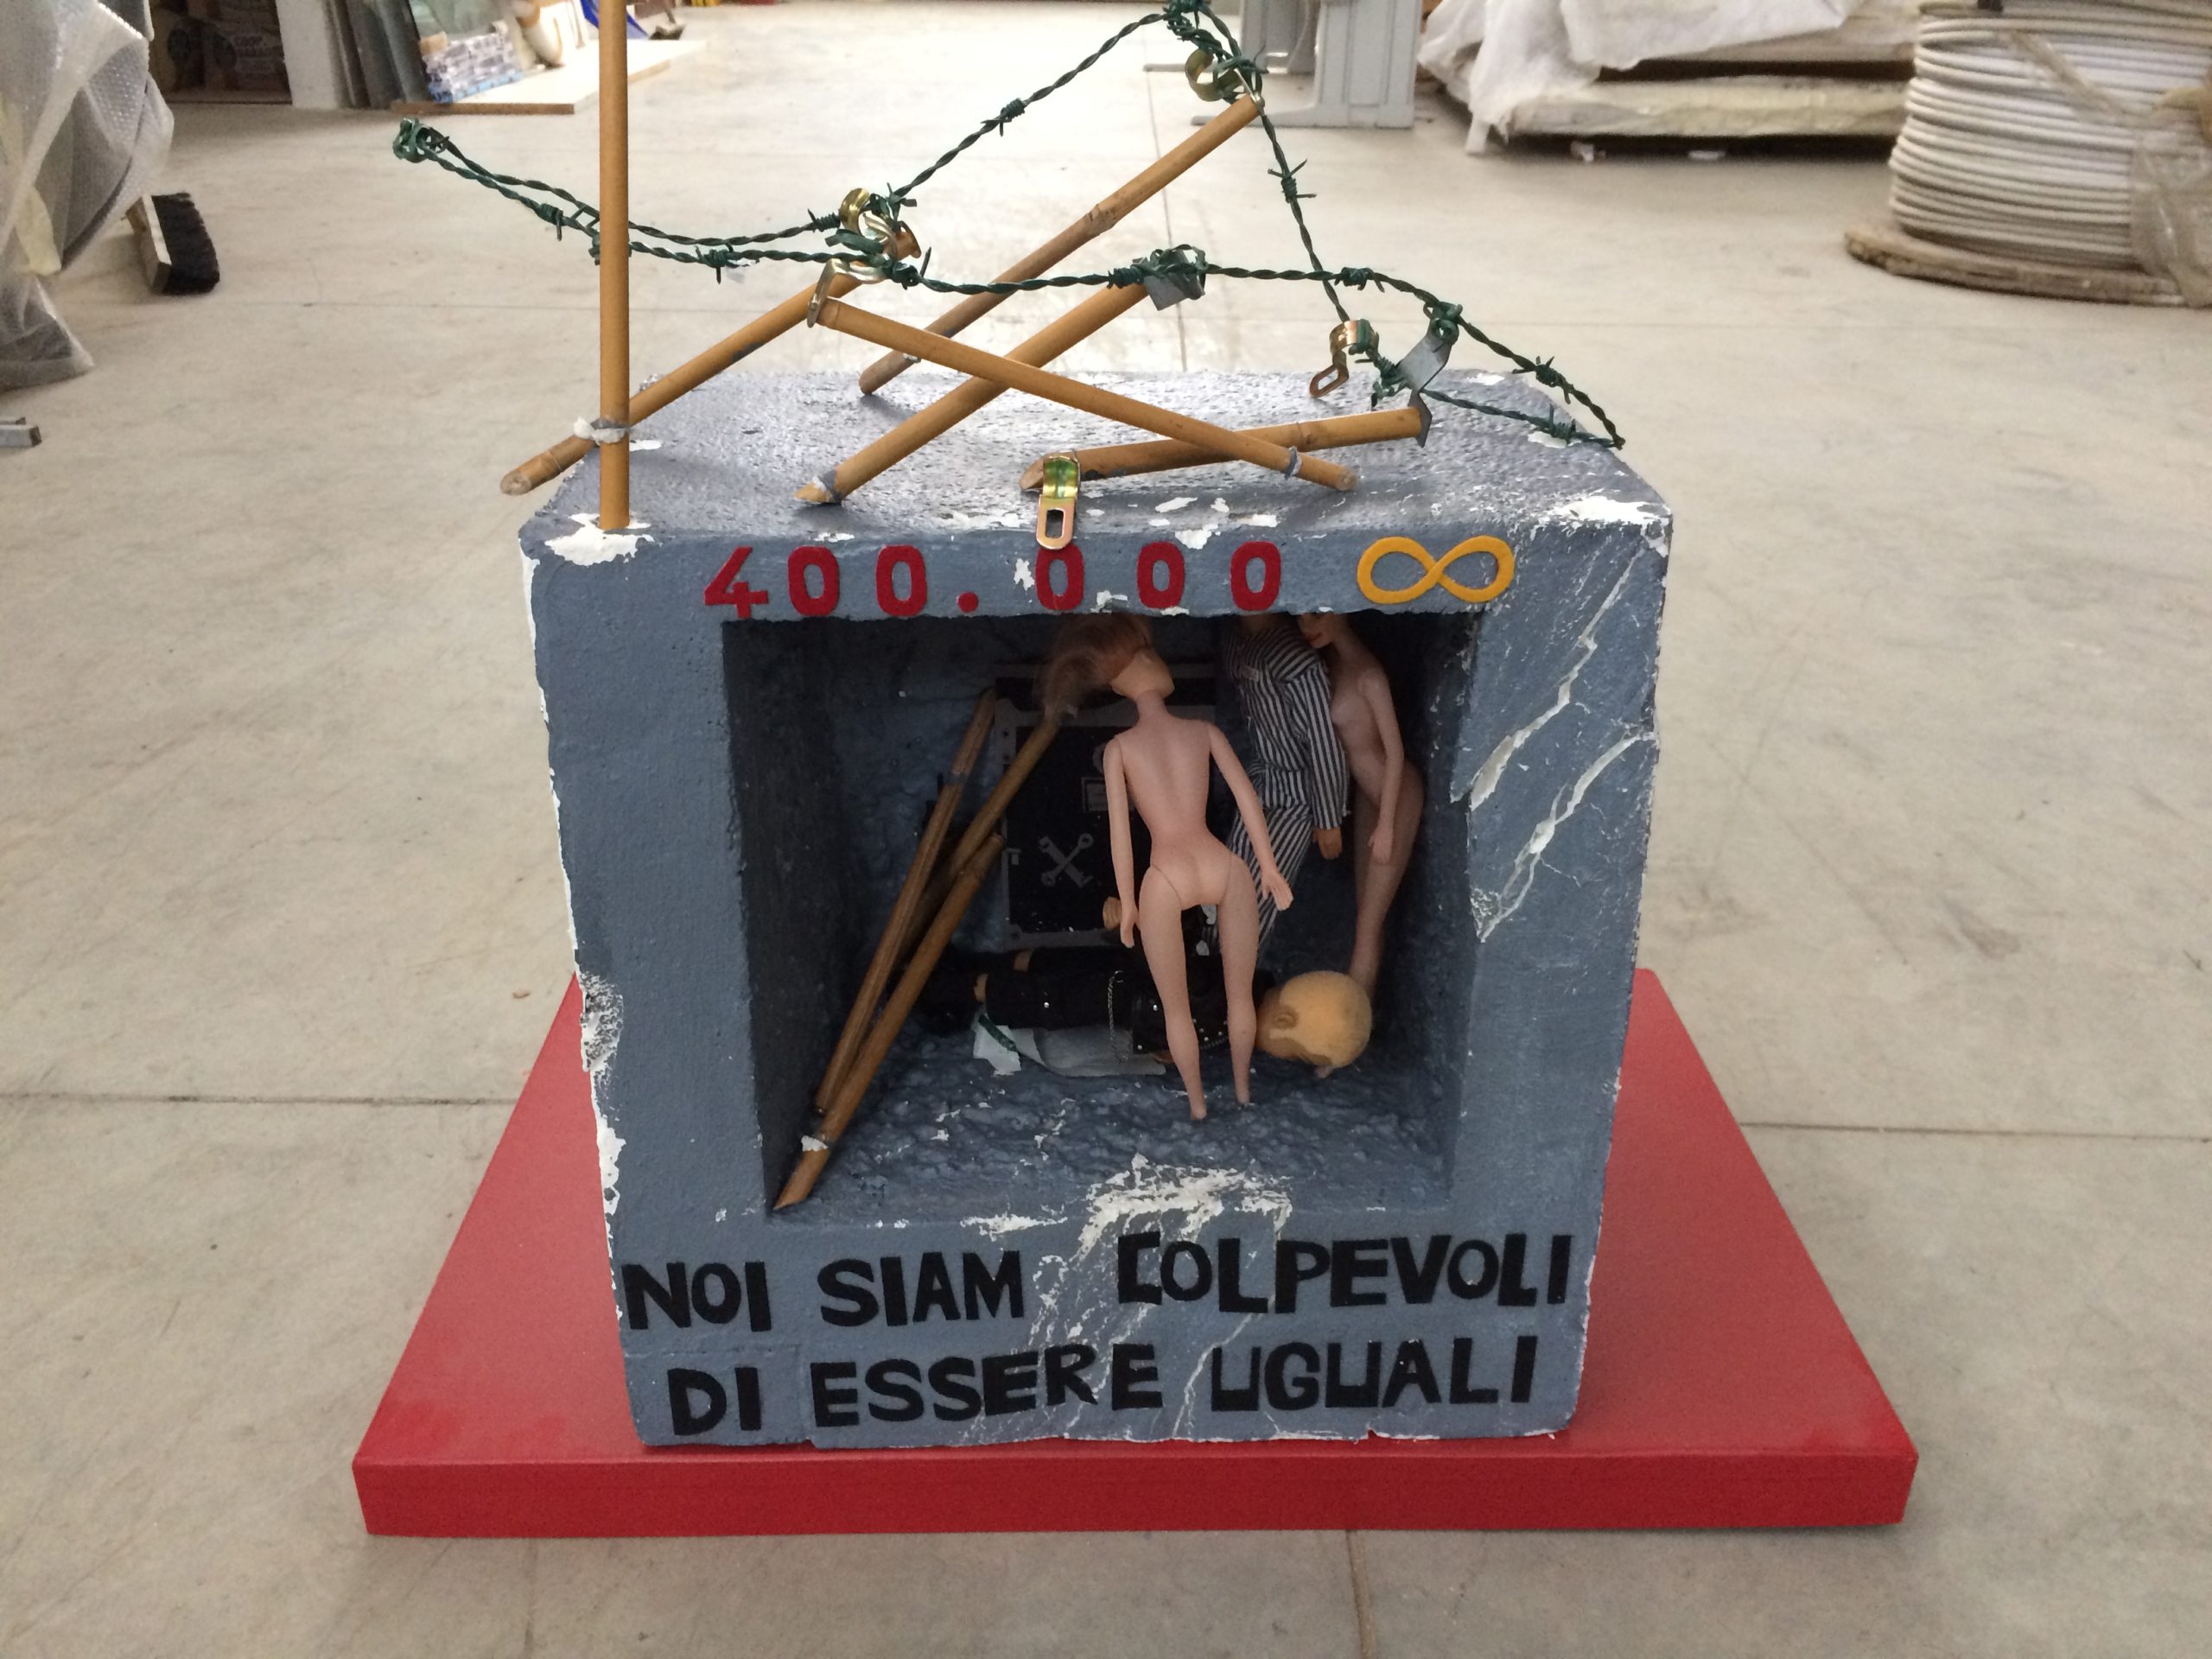 400.000 ∞
NOI SIAM COLPEVOLI
DI ESSERE UGUALI